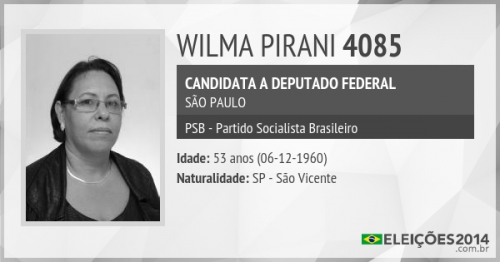 WILMA PIRANI 4085
CANDIDATA A DEPUTADO FEDERAL
SÃO PAULO
PSB - Partido Socialista Brasileiro
Idade: 53 anos (06-12-1960)
Naturalidade: SP - São Vicente
ELEIÇÕES2014
.com.br